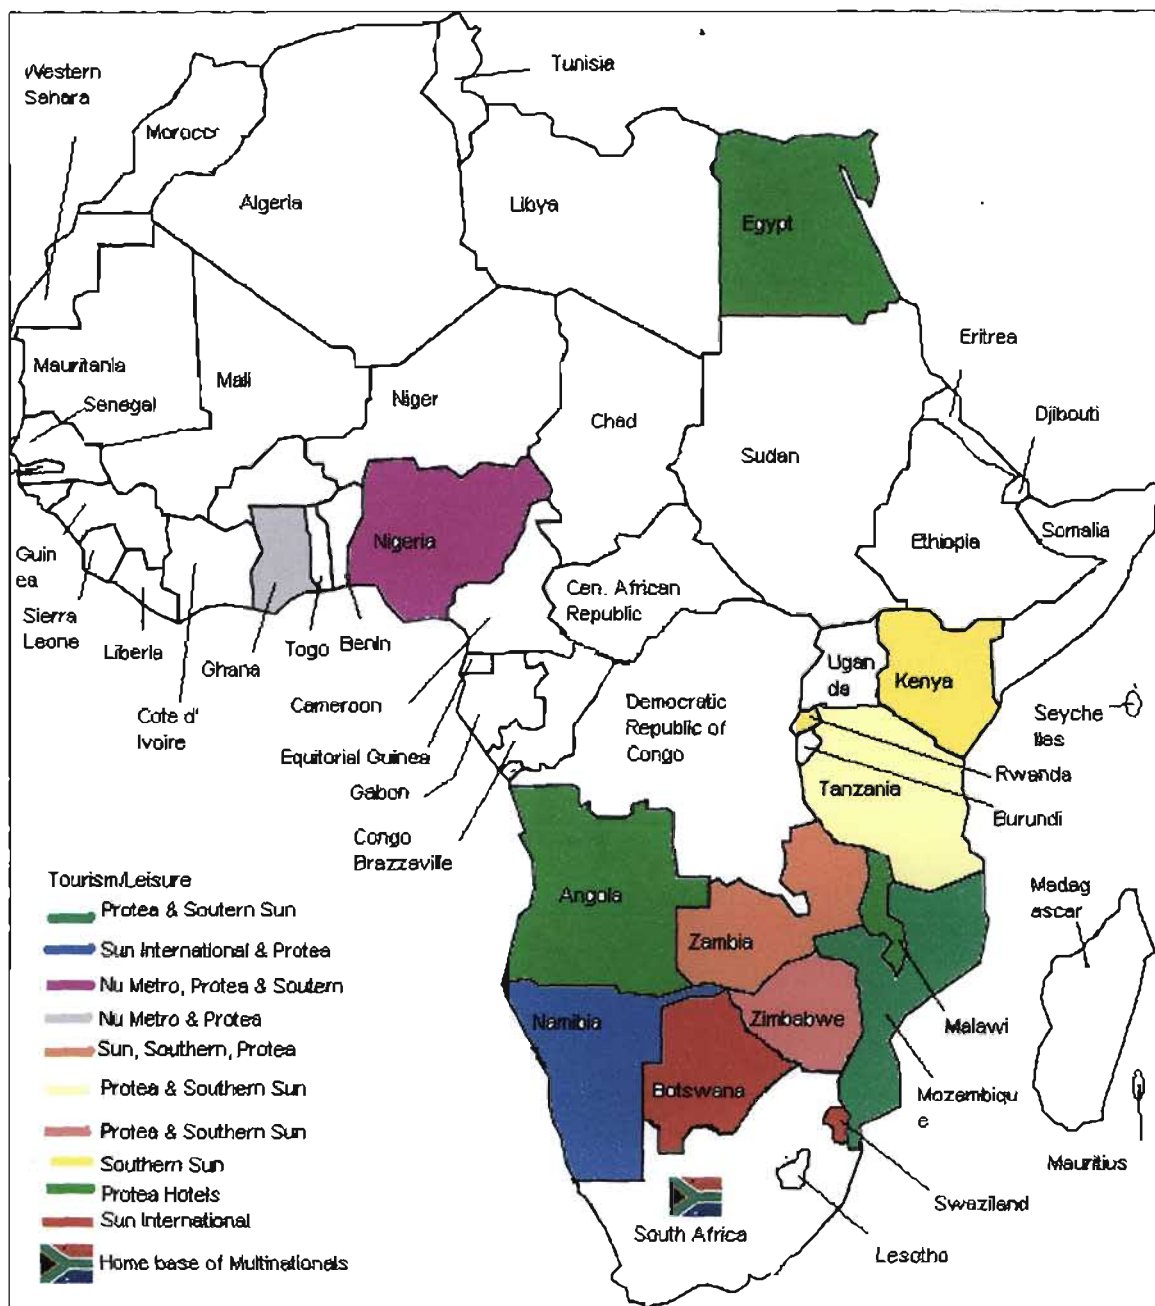 Western
Sahara
Tunisia
Morocco
Algeria
Libya
Egypt
Mauritania
Mali
Niger
Chad
Sudan
Eritrea
Djibouti
Senegal
Nigeria
Ethiopia
Somalia
Guin
ea
Sierra
Leone
Liberia
Ghana
Togo
Benin
Cen. African
Republic
Cote d'
Ivoire
Cameroon
Equitorial Guinea
Gabon
Congo
Brazzaville
Democratic
Republic of
Congo
Ugan
da
Kenya
Seyche
lles
Rwanda
Burundi
Tanzania
Angola
Zambia
Madag
ascar
Namibia
Zimbabwe
Malawi
Botswana
Mozambiqu
e
Mauritius
Swaziland
South Africa
Lesotho
Tourism/Leisure
Protea & Soutern Sun
Sun International & Protea
Nu Metro, Protea & Soutern
Nu Metro & Protea
Sun, Southern, Protea
Protea & Southern Sun
Protea & Southern Sun
Southern Sun
Protea Hotels
Sun International
Home base of Multinationals